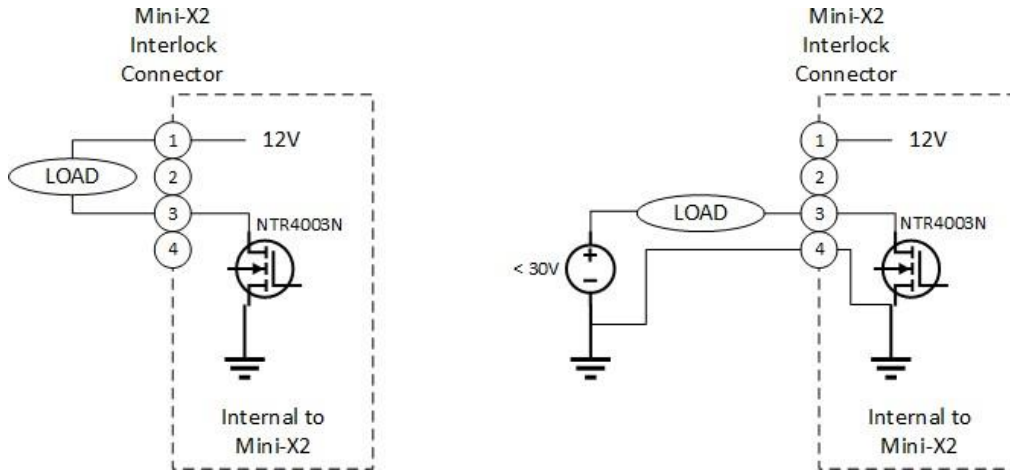 Mini-X2
Interlock
Connector
1
12V
LOAD
2
3
NTR4003N
4
Internal to
Mini-X2
Mini-X2
Interlock
Connector
1
12V
2
LOAD
3
NTR4003N
4
< 30V
+
−
Internal to
Mini-X2